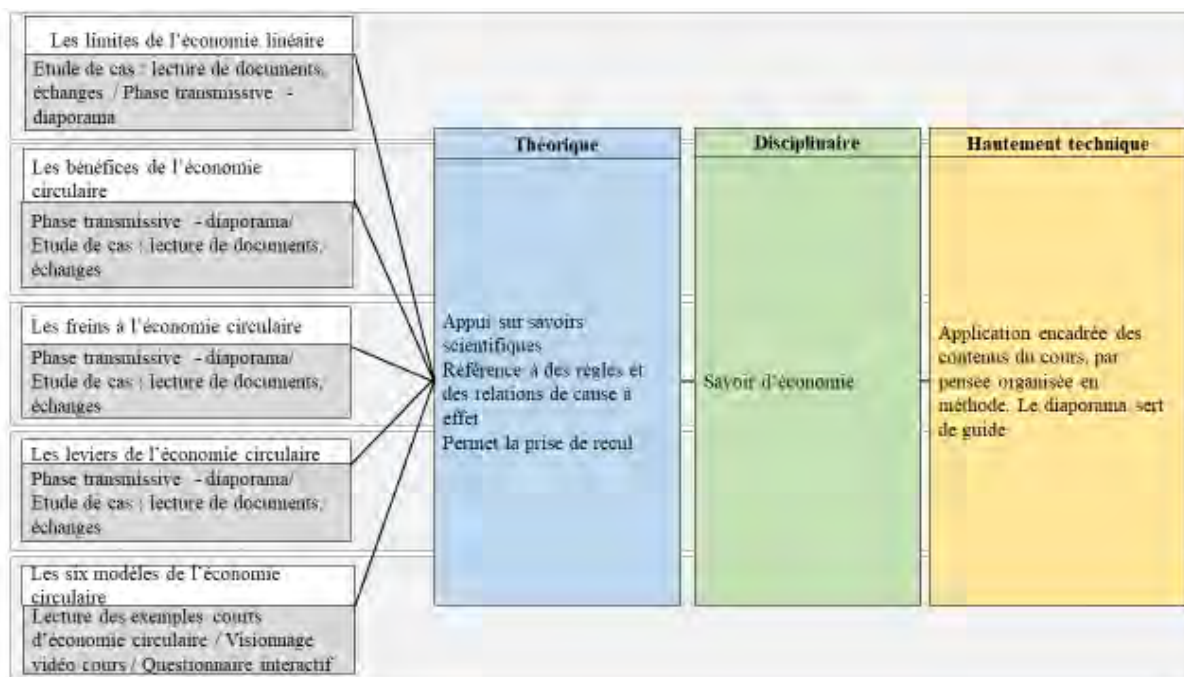 Les limites de l'économie linéaire
Etude de cas : lecture de documents,
échanges / Phase transmissive -
diaporama
Les bénéfices de l'économie
circulaire
Phase transmissive - diaporama/
Etude de cas : lecture de documents,
échanges
Les freins à l'économie circulaire
Phase transmissive - diaporama/
Etude de cas : lecture de documents,
échanges
Les leviers de l'économie circulaire
Phase transmissive - diaporama/
Etude de cas : lecture de documents,
échanges
Les six modèles de l'économie
circulaire
Lecture des exemples courts
d'économie circulaire / Visionnage
vidéo cours / Questionnaire interactif
Théorique
Appui sur savoirs
scientifiques
Référence à des règles et
des relations de cause à
effet
Permet la prise de recul
Disciplinaire
Savoir d'économie
Hautement technique
Application encadrée des
contenus du cours, par
pensée organisée en
méthode. Le diaporama sert
de guide